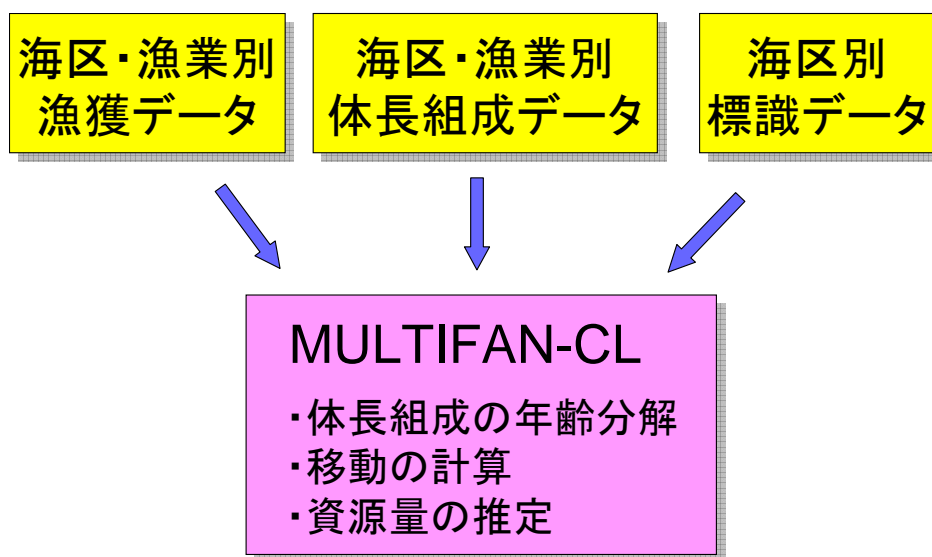 海区・漁業別
漁獲データ
海区・漁業別
体長組成データ
海区別
標識データ
MULTIFAN-CL
・体長組成の年齢分解
・移動の計算
・資源量の推定